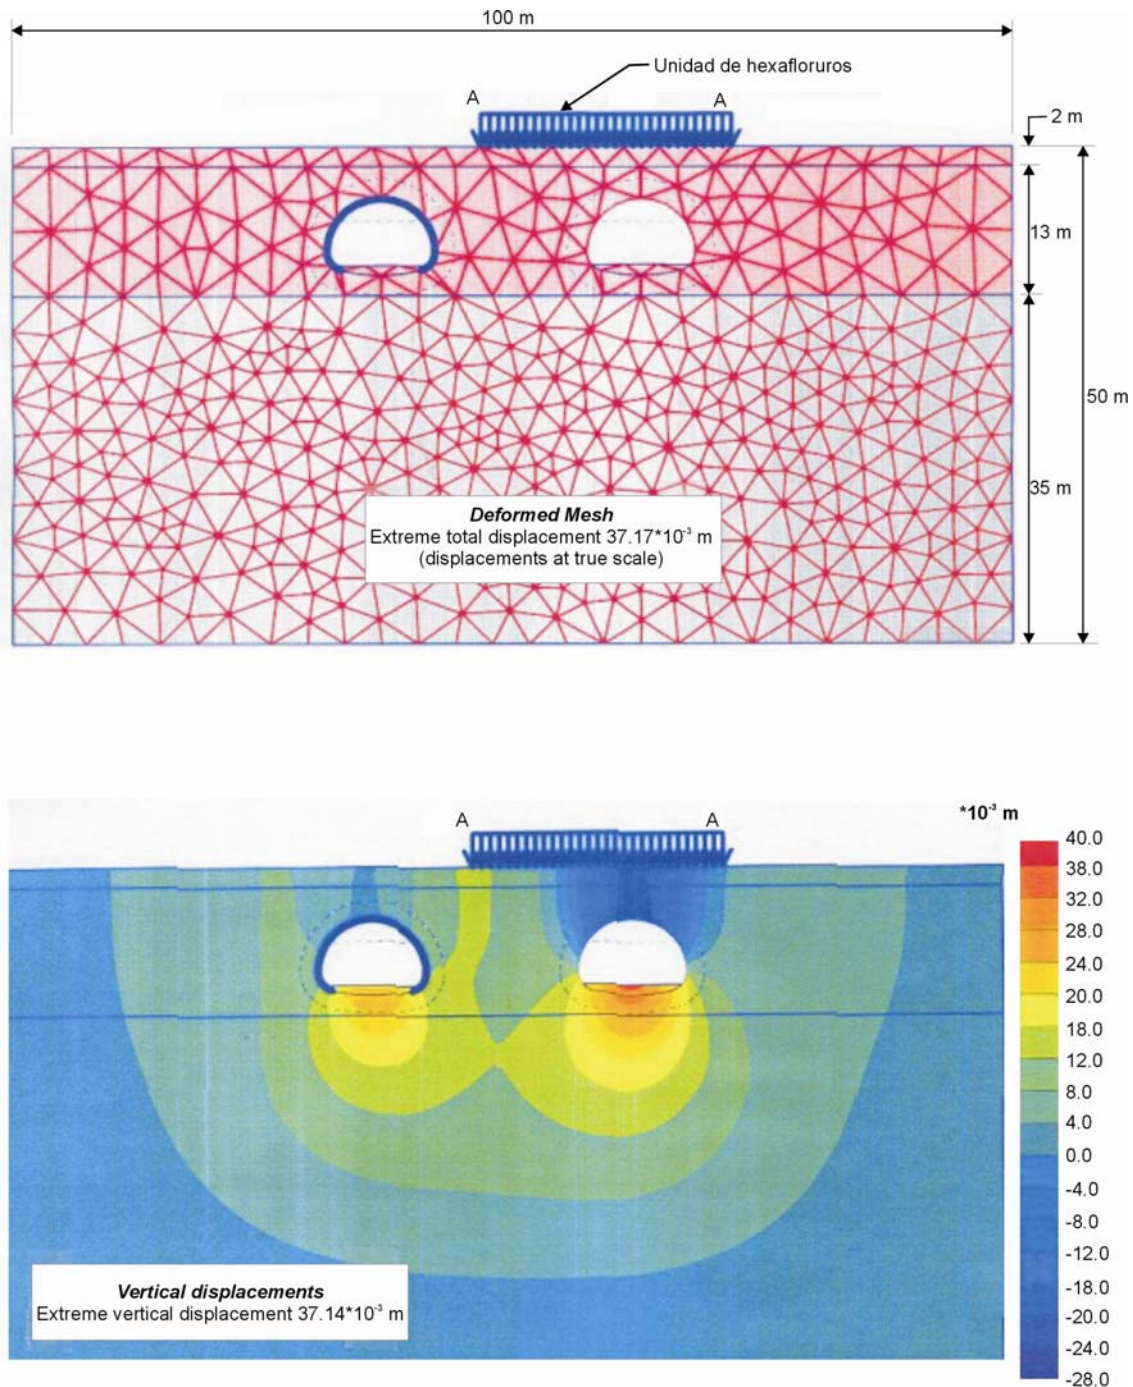 100 m
Unidad de hexafloruros
A
A
2 m
13 m
50 m
35 m
Deformed Mesh
Extreme total displacement 37.17*10⁻³ m
(displacements at true scale)
*10⁻³ m
A
A
40.0
38.0
32.0
28.0
24.0
20.0
18.0
12.0
8.0
4.0
0.0
-4.0
-8.0
-12.0
-18.0
-20.0
-24.0
-28.0
Vertical displacements
Extreme vertical displacement 37.14*10⁻³ m